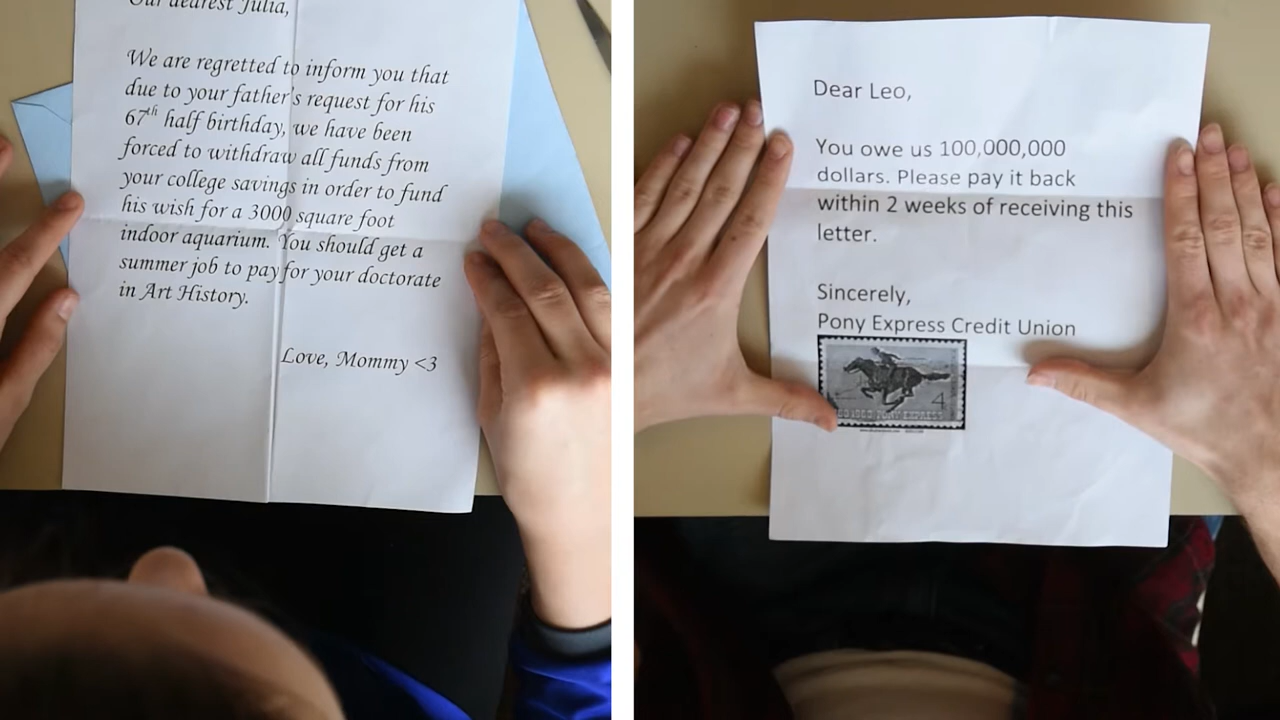 Our dearest Julia,
We are regretted to inform you that
due to your father's request for his
67th half birthday, we have been
forced to withdraw all funds from
your college savings in order to fund
his wish for a 3000 square foot
indoor aquarium. You should get a
summer job to pay for your doctorate
in Art History.
Love, Mommy <3
Dear Leo,
You owe us 100,000,000
dollars. Please pay it back
within 2 weeks of receiving this
letter.
Sincerely,
Pony Express Credit Union
4
PONY EXPRESS